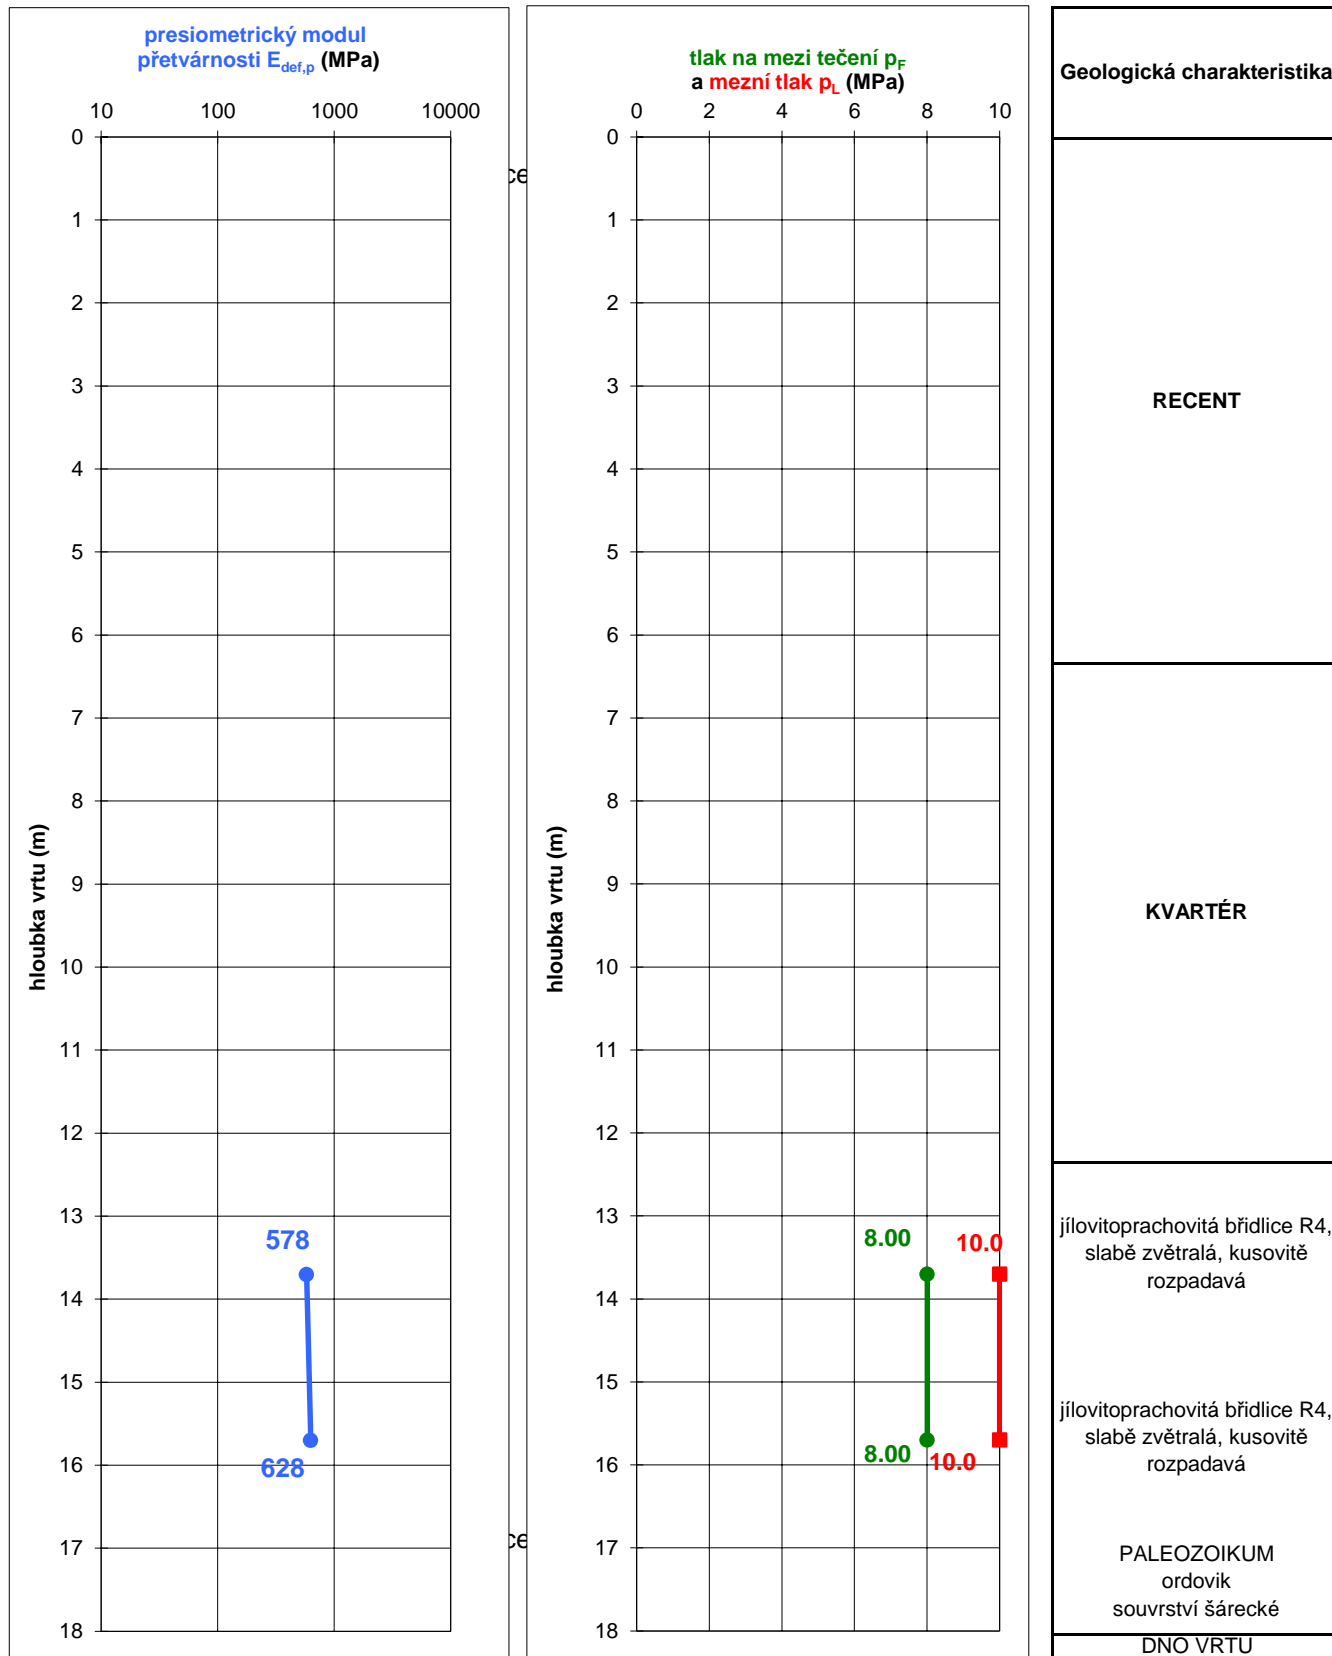 presiometrický modul
přetvárnosti E def,p (MPa)
10 100 1000 10000
0
1
2
3
4
5
6
7
8
9
10
11
12
13
14
15
16
17
18
hloubka vrtu (m)
578
628
ce
ce
tlak na mezi tečení pF
a mezní tlak pL (MPa)
0 2 4 6 8 10
0
1
2
3
4
5
6
7
8
9
10
11
12
13
14
15
16
17
18
hloubka vrtu (m)
8.00 10.0
8.00 10.0
Geologická charakteristika
RECENT
KVARTÉR
jílovitoprachovitá břidlice R4,
slabě zvětralá, kusovitě
rozpadavá
jílovitoprachovitá břidlice R4,
slabě zvětralá, kusovitě
rozpadavá
PALEOZOIKUM
ordovik
souvrství šárecké
DNO VRTU